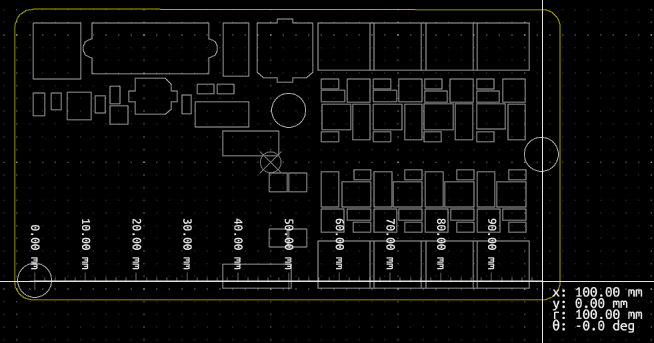 0.00 mm
10.00 mm
20.00 mm
30.00 mm
40.00 mm
50.00 mm
60.00 mm
70.00 mm
80.00 mm
90.00 mm
x: 100.00 mm
y: 0.00 mm
r: 100.00 mm
θ: -0.0 deg